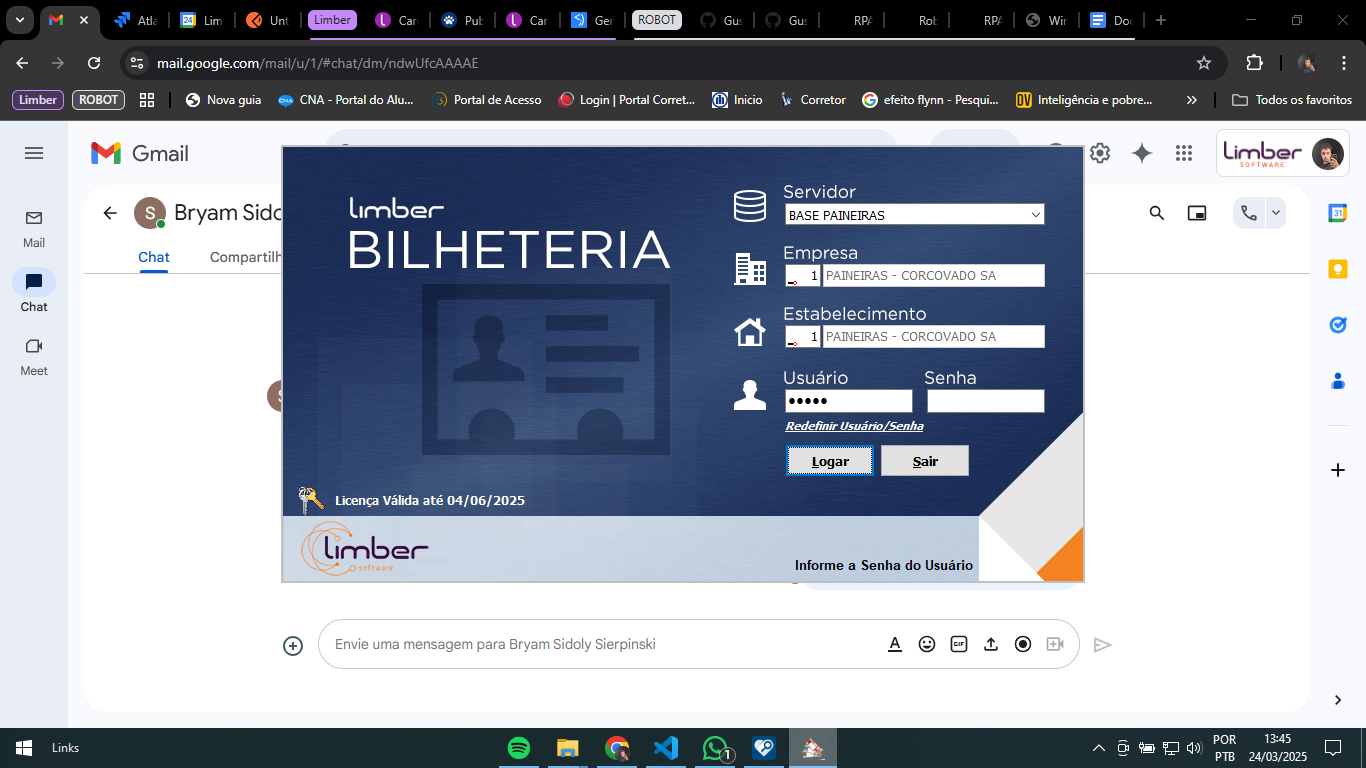 Atla
Lim
Unt
Limber
Car
Pub
Car
Ger
ROBOT
Gus
Gus
RPA
Rob
RPA
Wir
Doc
mail.google.com/mail/u/1/#chat/dm/ndwUfcAAAAE
Limber
ROBOT
Nova guia
CNA - Portal do Alu...
Portal de Acesso
Login | Portal Corret...
Inicio
Corretor
efeito flynn - Pesqui...
Inteligência e pobre...
Todos os favoritos
Gmail
Limber
SOFTWARE
Mail
Chat
Meet
S Bryam Sido
Chat
Compartilh
limber
BILHETERIA
Servidor
BASE PAINEIRAS
Empresa
1 PAINEIRAS - CORCOVADO SA
Estabelecimento
1 PAINEIRAS - CORCOVADO SA
Usuário Senha
•••••
Redefinir Usuário/Senha
Logar Sair
Licença Válida até 04/06/2025
limber
software
Informe a Senha do Usuário
31
Envie uma mensagem para Bryam Sidoly Sierpinski
GIF
Links
1
POR
PTB
13:45
24/03/2025